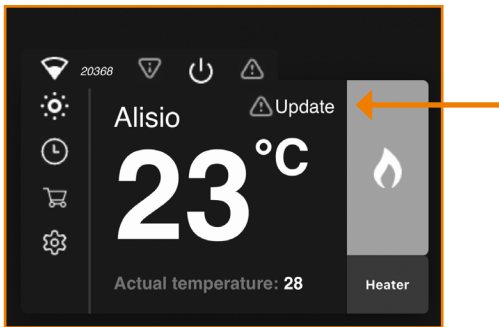 20368
Alisio
Update
23°C
Actual temperature: 28
Heater